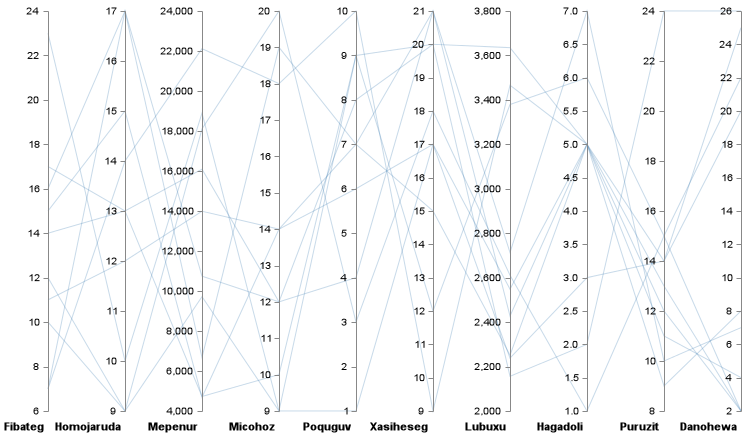 24 22 20 18 16 14 12 10 8 6
Fibateg
17 16 15 14 13 12 11 10 9
Homojaruda
24,000 22,000 20,000 18,000 16,000 14,000 12,000 10,000 8,000 6,000 4,000
Mepenur
20 19 18 17 16 15 14 13 12 11 10 9
Micohoz
10 9 8 7 6 5 4 3 2 1
Poquguv
21 20 19 18 17 16 15 14 13 12 11 10 9
Xasiheseg
3,800 3,600 3,400 3,200 3,000 2,800 2,600 2,400 2,200 2,000
Lubuxu
7.0 6.5 6.0 5.5 5.0 4.5 4.0 3.5 3.0 2.5 2.0 1.5 1.0
Hagadoli
24 22 20 18 16 14 12 10 8
Puruzit
26 24 22 20 18 16 14 12 10 8 6 4 2
Danohewa